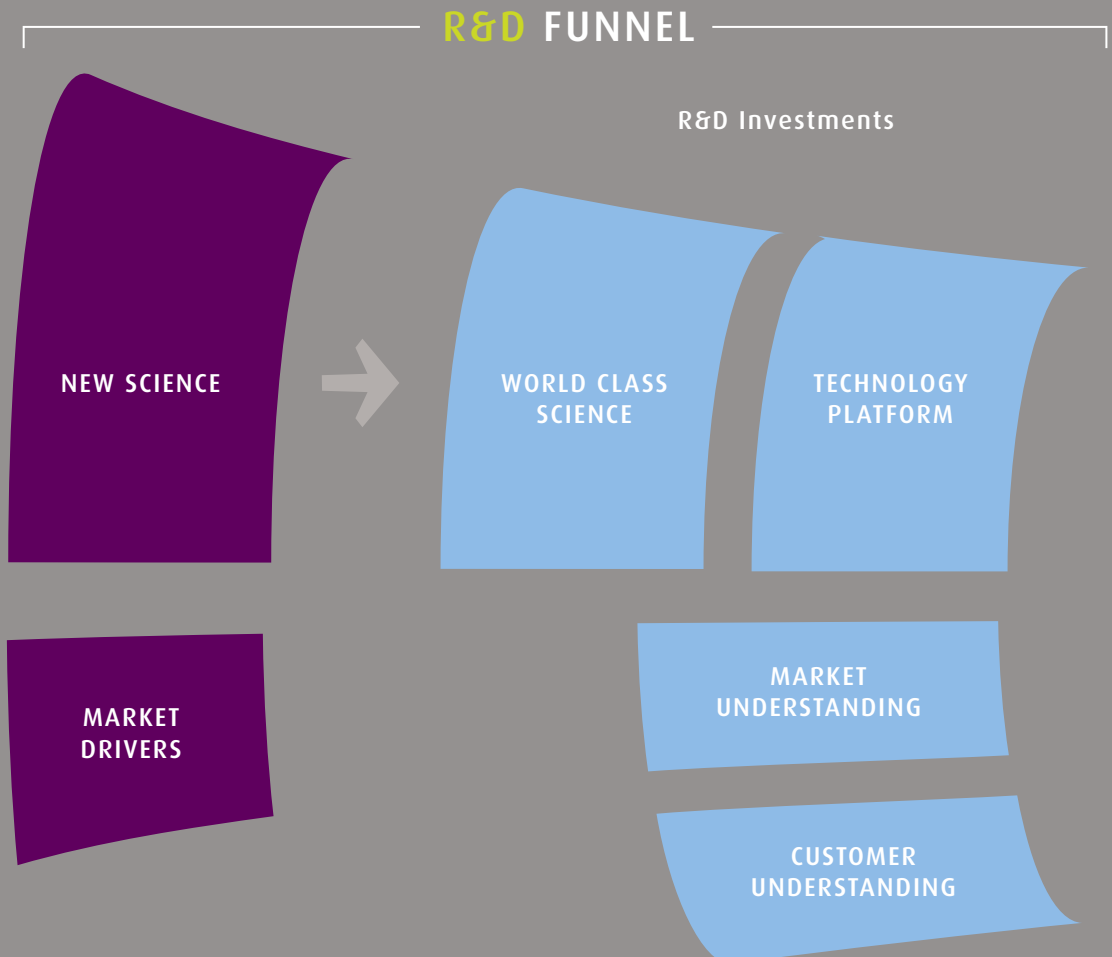 R&D FUNNEL
R&D Investments
NEW SCIENCE
WORLD CLASS
SCIENCE
TECHNOLOGY
PLATFORM
MARKET
DRIVERS
MARKET
UNDERSTANDING
CUSTOMER
UNDERSTANDING